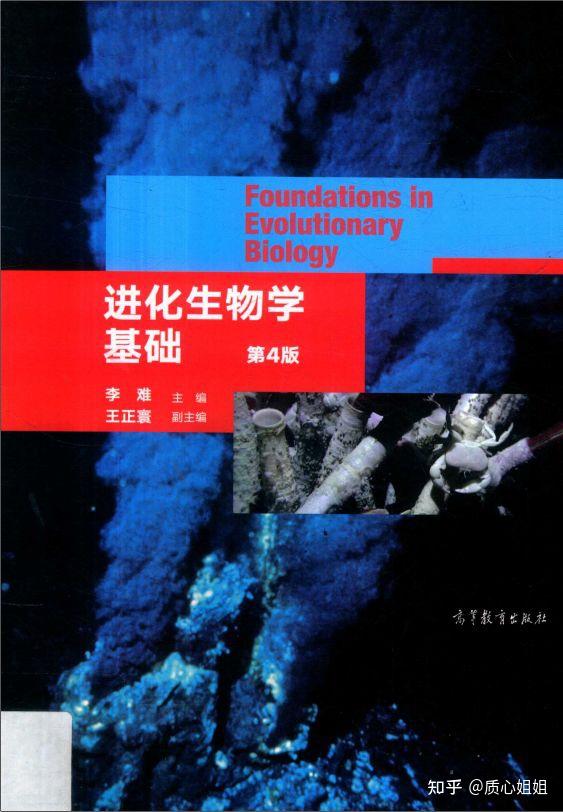 Foundations in
Evolutionary
Biology
进化生物学
基础 第4版
李 难 主编
王正寰 副主编
高等教育出版社
知乎 @质心姐姐